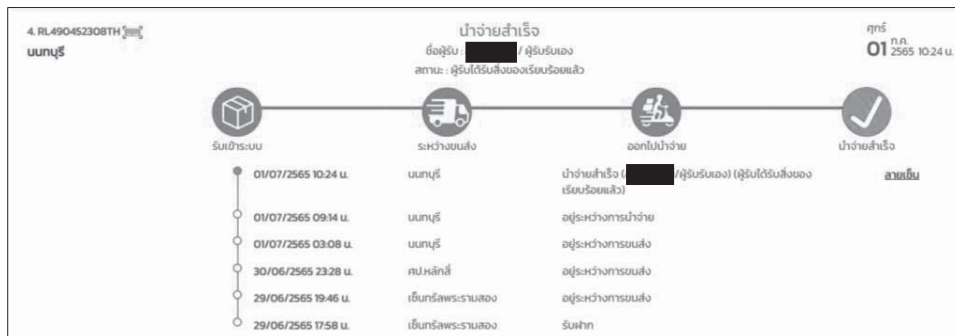 4. RL490452308TH
นนทบุรี
นำจ่ายสำเร็จ
ชื่อผู้รับ : / ผู้รับรับเอง
สถานะ : ผู้รับได้รับสิ่งของเรียบร้อยแล้ว
ศุกร์
01 ก.ค. 2565 10:24 น.
รับเข้าระบบ ระหว่างขนส่ง ออกไปนำจ่าย นำจ่ายสำเร็จ
01/07/2565 10:24 น. นนทบุรี นำจ่ายสำเร็จ ( /ผู้รับรับเอง) (ผู้รับได้รับสิ่งของ ลายเซ็น
เรียบร้อยแล้ว)
01/07/2565 09:14 น. นนทบุรี อยู่ระหว่างการนำจ่าย
01/07/2565 03:08 น. นนทบุรี อยู่ระหว่างการขนส่ง
30/06/2565 23:28 น. ศป.หลักสี่ อยู่ระหว่างการขนส่ง
29/06/2565 19:46 น. เซ็นทรัลพระรามสอง อยู่ระหว่างการขนส่ง
29/06/2565 17:58 น. เซ็นทรัลพระรามสอง รับฝาก